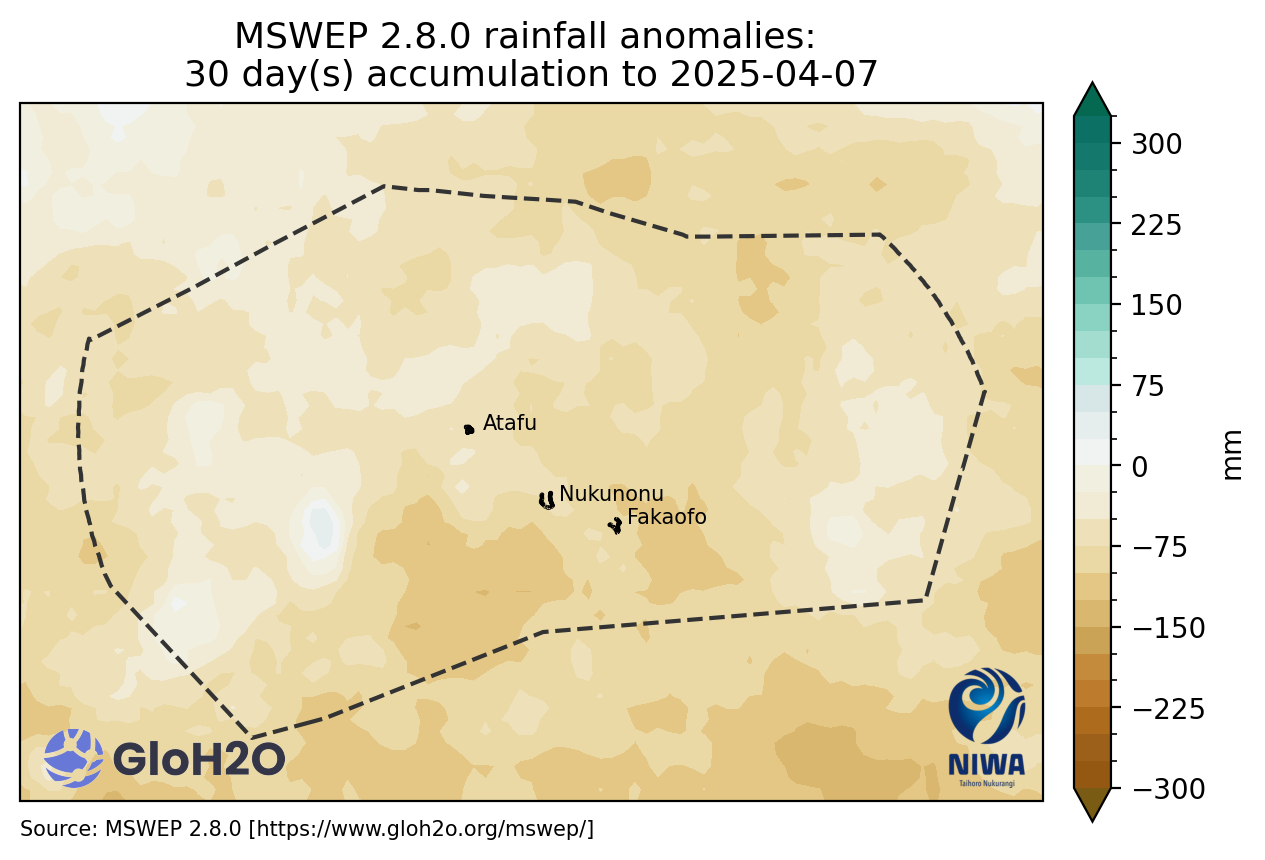 MSWEP 2.8.0 rainfall anomalies:
30 day(s) accumulation to 2025-04-07
300
225
150
75
0
−75
−150
−225
−300
mm
Atafu
Nukunonu
Fakaofo
GloH2O
NIWA
Taihoro Nukurangi
Source: MSWEP 2.8.0 [https://www.gloh2o.org/mswep/]